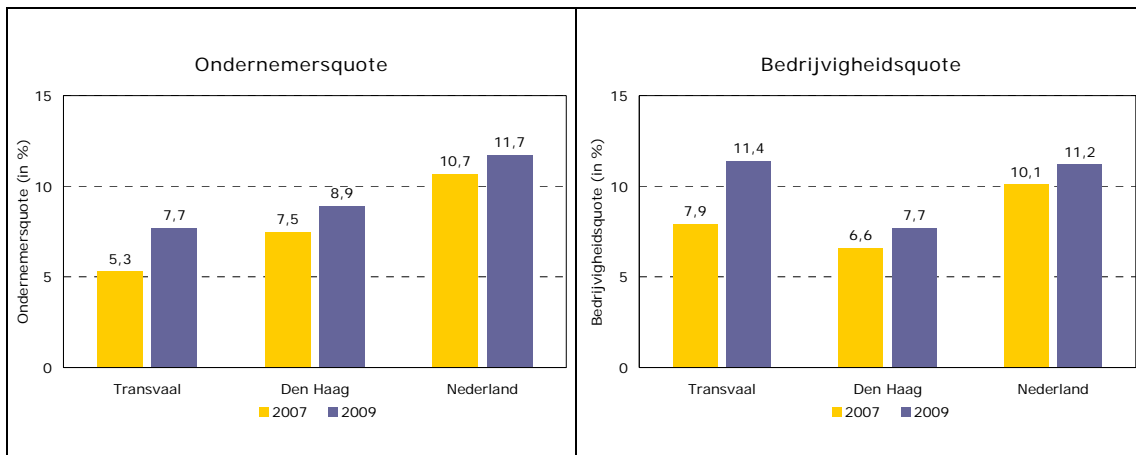 Ondernemersquote
Ondernemersquote (in %)
15
10
5
0
5,3
7,7
7,5
8,9
10,7
11,7
Transvaal
Den Haag
Nederland
2007
2009
Bedrijvigheidsquote
Bedrijvigheidsquote (in %)
15
10
5
0
7,9
11,4
6,6
7,7
10,1
11,2
Transvaal
Den Haag
Nederland
2007
2009